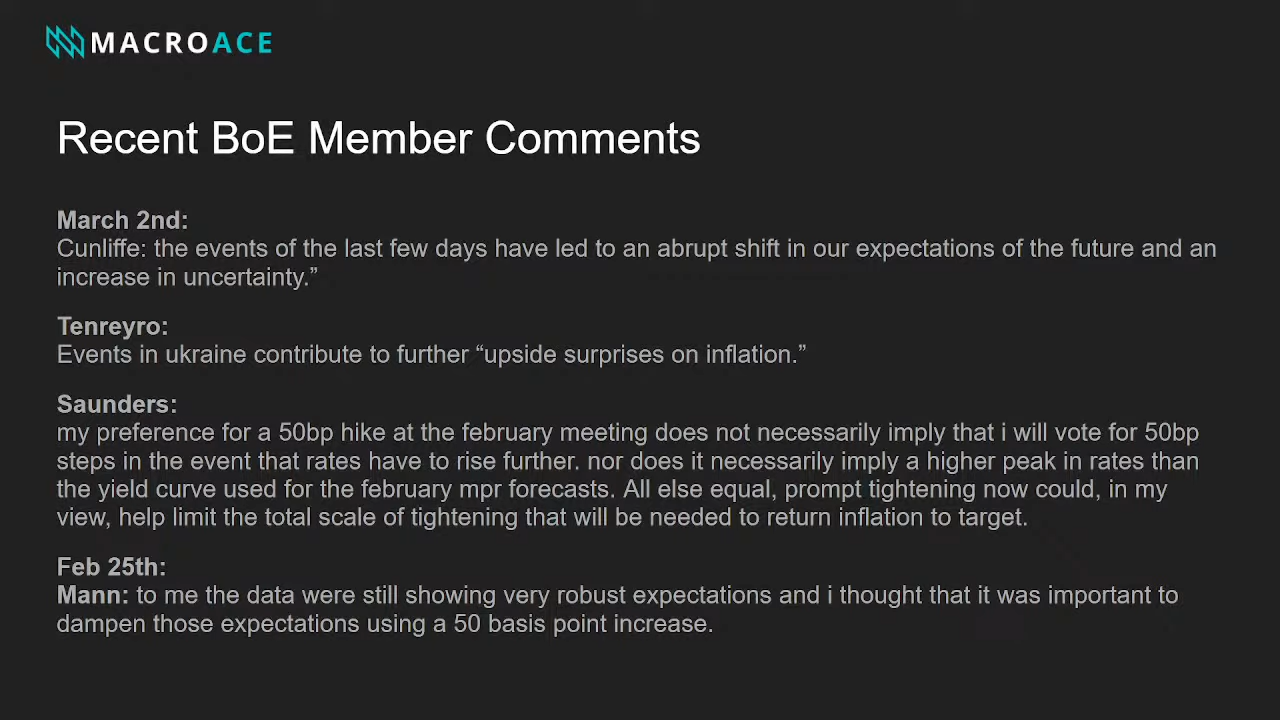 MACROACE
Recent BoE Member Comments
March 2nd:
Cunliffe: the events of the last few days have led to an abrupt shift in our expectations of the future and an
increase in uncertainty.”
Tenreyro:
Events in ukraine contribute to further “upside surprises on inflation.”
Saunders:
my preference for a 50bp hike at the february meeting does not necessarily imply that i will vote for 50bp
steps in the event that rates have to rise further. nor does it necessarily imply a higher peak in rates than
the yield curve used for the february mpr forecasts. All else equal, prompt tightening now could, in my
view, help limit the total scale of tightening that will be needed to return inflation to target.
Feb 25th:
Mann: to me the data were still showing very robust expectations and i thought that it was important to
dampen those expectations using a 50 basis point increase.